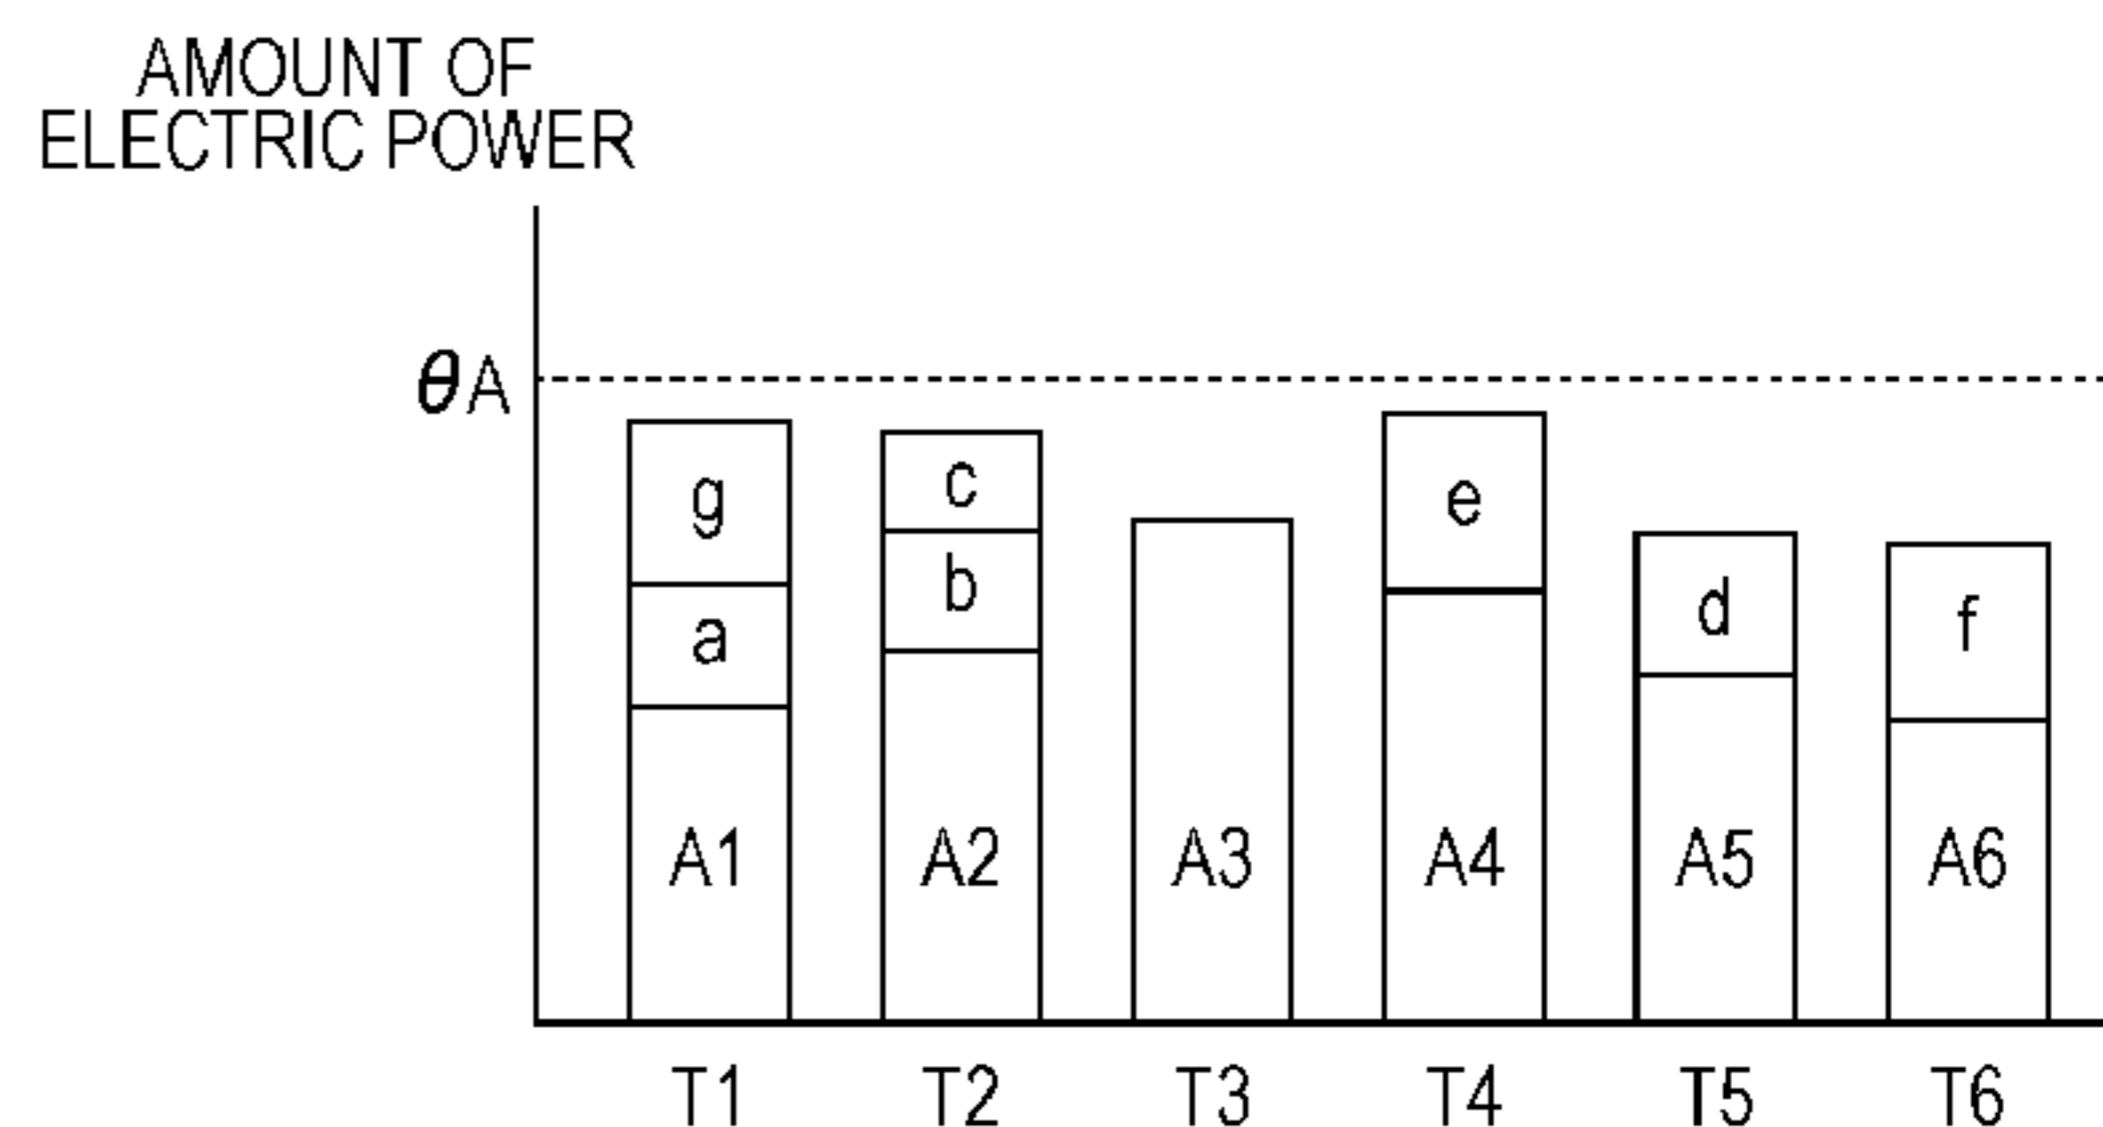 AMOUNT OF
ELECTRIC POWER
θA
g
c
e
b
a
d
f
A1 A2 A3 A4 A5 A6
T1 T2 T3 T4 T5 T6